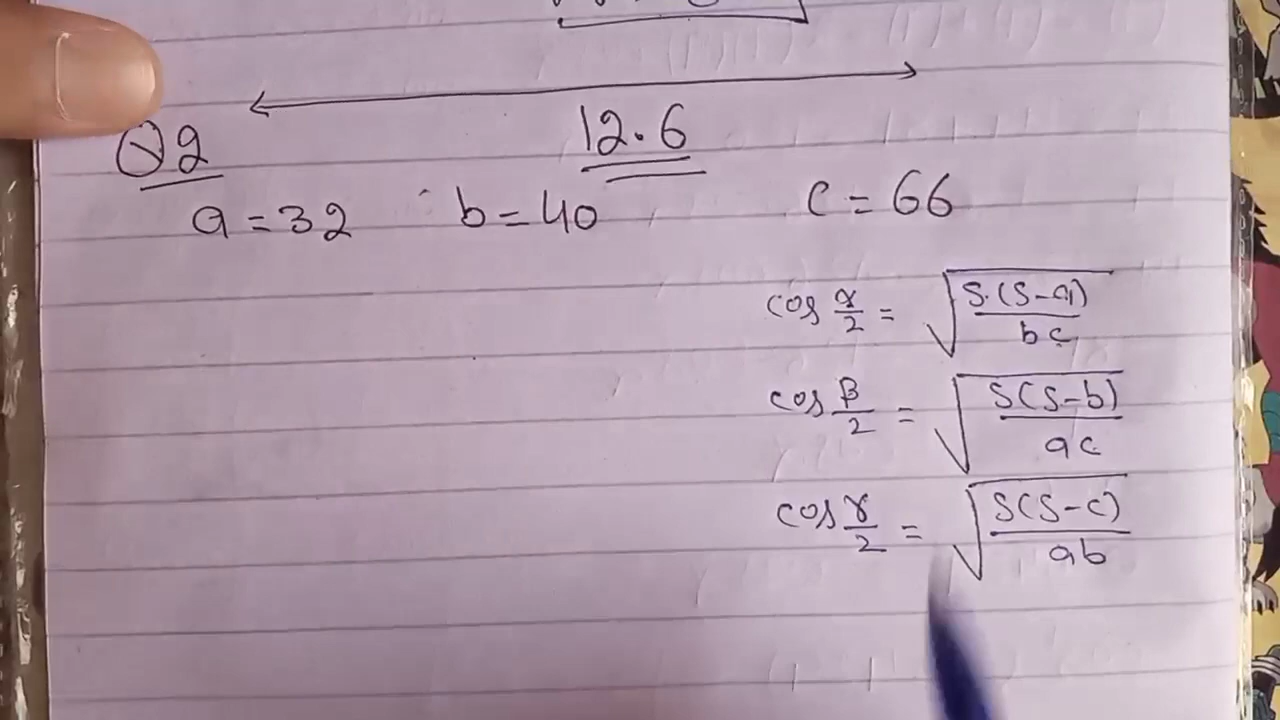 Q2
12.6
a = 32 b = 40 c = 66
cos α/2 = √(s.(s-a)/bc)
cos β/2 = √(s(s-b)/ac)
cos γ/2 = √(s(s-c)/ab)